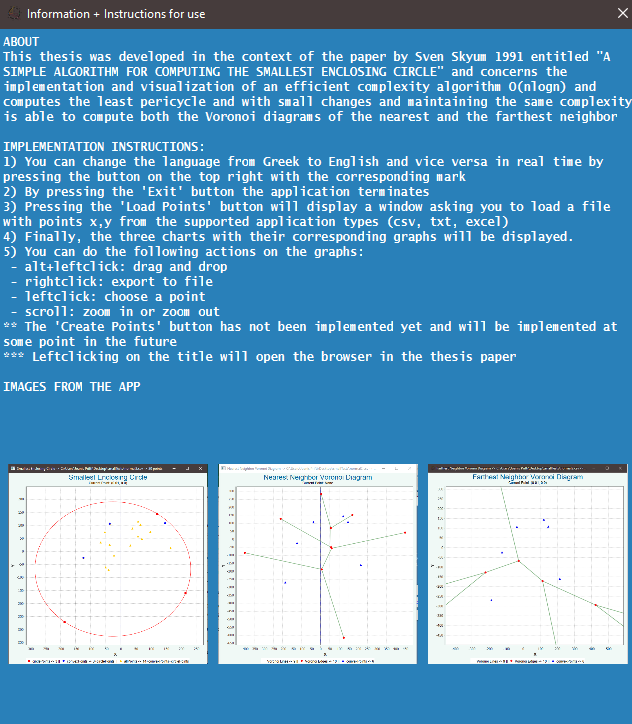 Information + Instructions for use
ABOUT
This thesis was developed in the context of the paper by Sven Skyum 1991 entitled "A
SIMPLE ALGORITHM FOR COMPUTING THE SMALLEST ENCLOSING CIRCLE" and concerns the
implementation and visualization of an efficient complexity algorithm O(nlogn) and
computes the least pericycle and with small changes and maintaining the same complexity
is able to compute both the Voronoi diagrams of the nearest and the farthest neighbor
IMPLEMENTATION INSTRUCTIONS:
1) You can change the language from Greek to English and vice versa in real time by
pressing the button on the top right with the corresponding mark
2) By pressing the 'Exit' button the application terminates
3) Pressing the 'Load Points' button will display a window asking you to load a file
with points x,y from the supported application types (csv, txt, excel)
4) Finally, the three charts with their corresponding graphs will be displayed.
5) You can do the following actions on the graphs:
- alt+leftclick: drag and drop
- rightclick: export to file
- leftclick: choose a point
- scroll: zoom in or zoom out
** The 'Create Points' button has not been implemented yet and will be implemented at
some point in the future
*** Leftclicking on the title will open the browser in the thesis paper
IMAGES FROM THE APP
Smallest Enclosing Circle
Nearest Neighbor Voronoi Diagram
Farthest Neighbor Voronoi Diagram